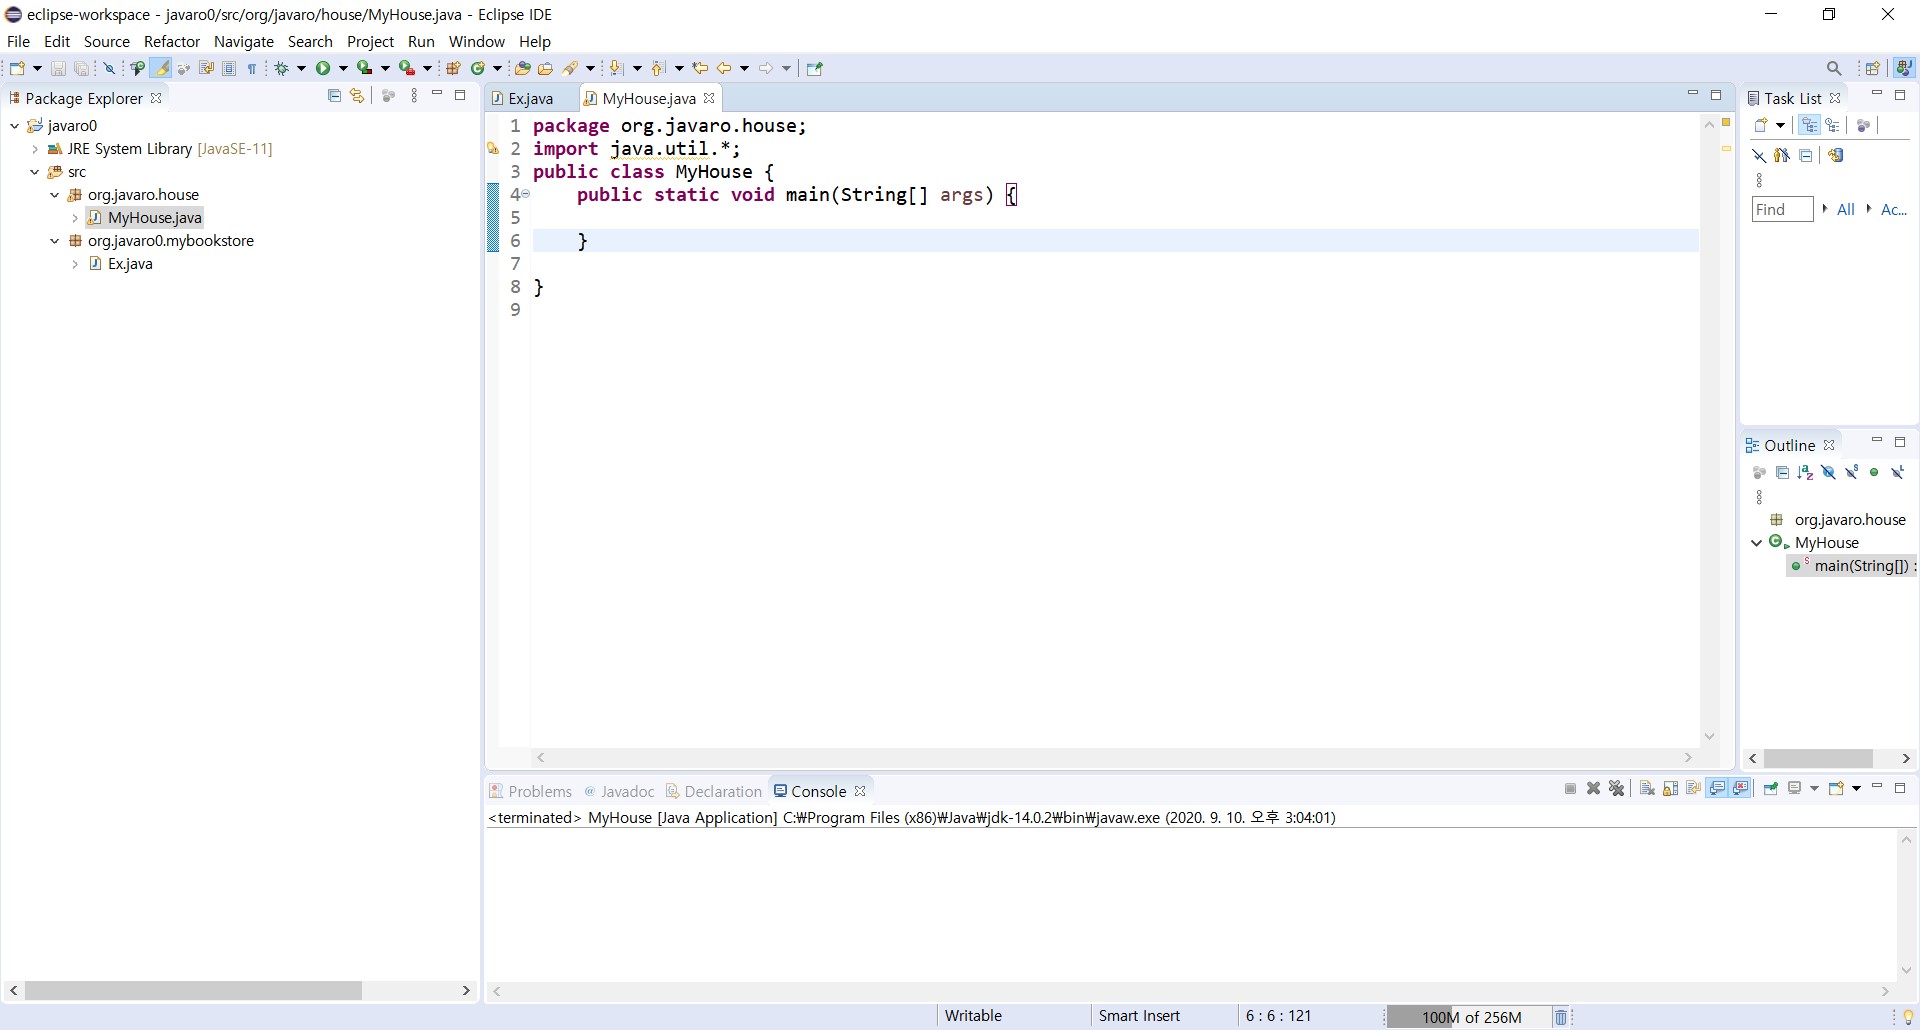 eclipse-workspace - javaro0/src/org/javaro/house/MyHouse.java - Eclipse IDE
File Edit Source Refactor Navigate Search Project Run Window Help
Package Explorer
javaro0
JRE System Library [JavaSE-11]
src
org.javaro.house
MyHouse.java
org.javaro0.mybookstore
Ex.java
Ex.java MyHouse.java
1 package org.javaro.house;
2 import java.util.*;
3 public class MyHouse {
4 public static void main(String[] args) {
5
6 }
7
8 }
9
Task List
Find All Ac...
Outline
org.javaro.house
MyHouse
main(String[]) :
Problems @ Javadoc Declaration Console
<terminated> MyHouse [Java Application] C:₩Program Files (x86)₩Java₩jdk-14.0.2₩bin₩javaw.exe (2020. 9. 10. 오후 3:04:01)
Writable Smart Insert 6 : 6 : 121 100M of 256M